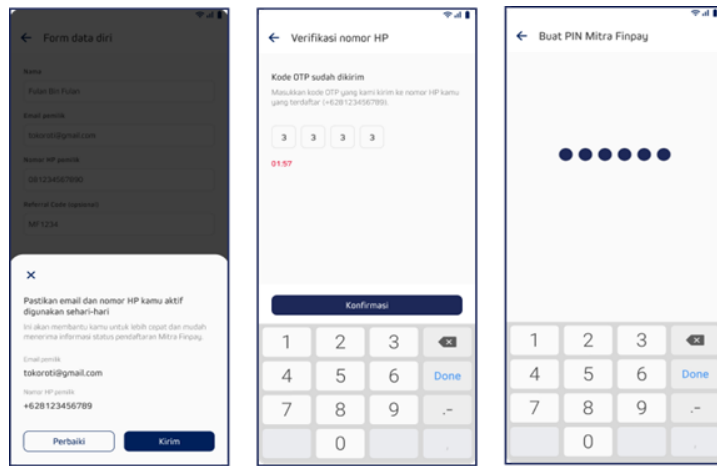 Form data diri
Nama
Fulan Bin Fulan
Email pemilik
tokoroti@gmail.com
Nomor HP pemilik
081234567890
Referral Code (opsional)
MF1234
Pastikan email dan nomor HP kamu aktif
digunakan sehari-hari
Ini akan membantu kamu untuk lebih cepat dan mudah
menerima informasi status pendaftaran Mitra Finpay.
Email pemilik
tokoroti@gmail.com
Nomor HP pemilik
+628123456789
Perbaiki Kirim
Verifikasi nomor HP
Kode OTP sudah dikirim
Masukkan kode OTP yang kami kirim ke nomor HP kamu
yang terdaftar (+628123456789).
3 3 3 3
01:57
Konfirmasi
1 2 3
4 5 6 Done
7 8 9 .-
0 ,
Buat PIN Mitra Finpay
1 2 3
4 5 6 Done
7 8 9 .-
0 ,